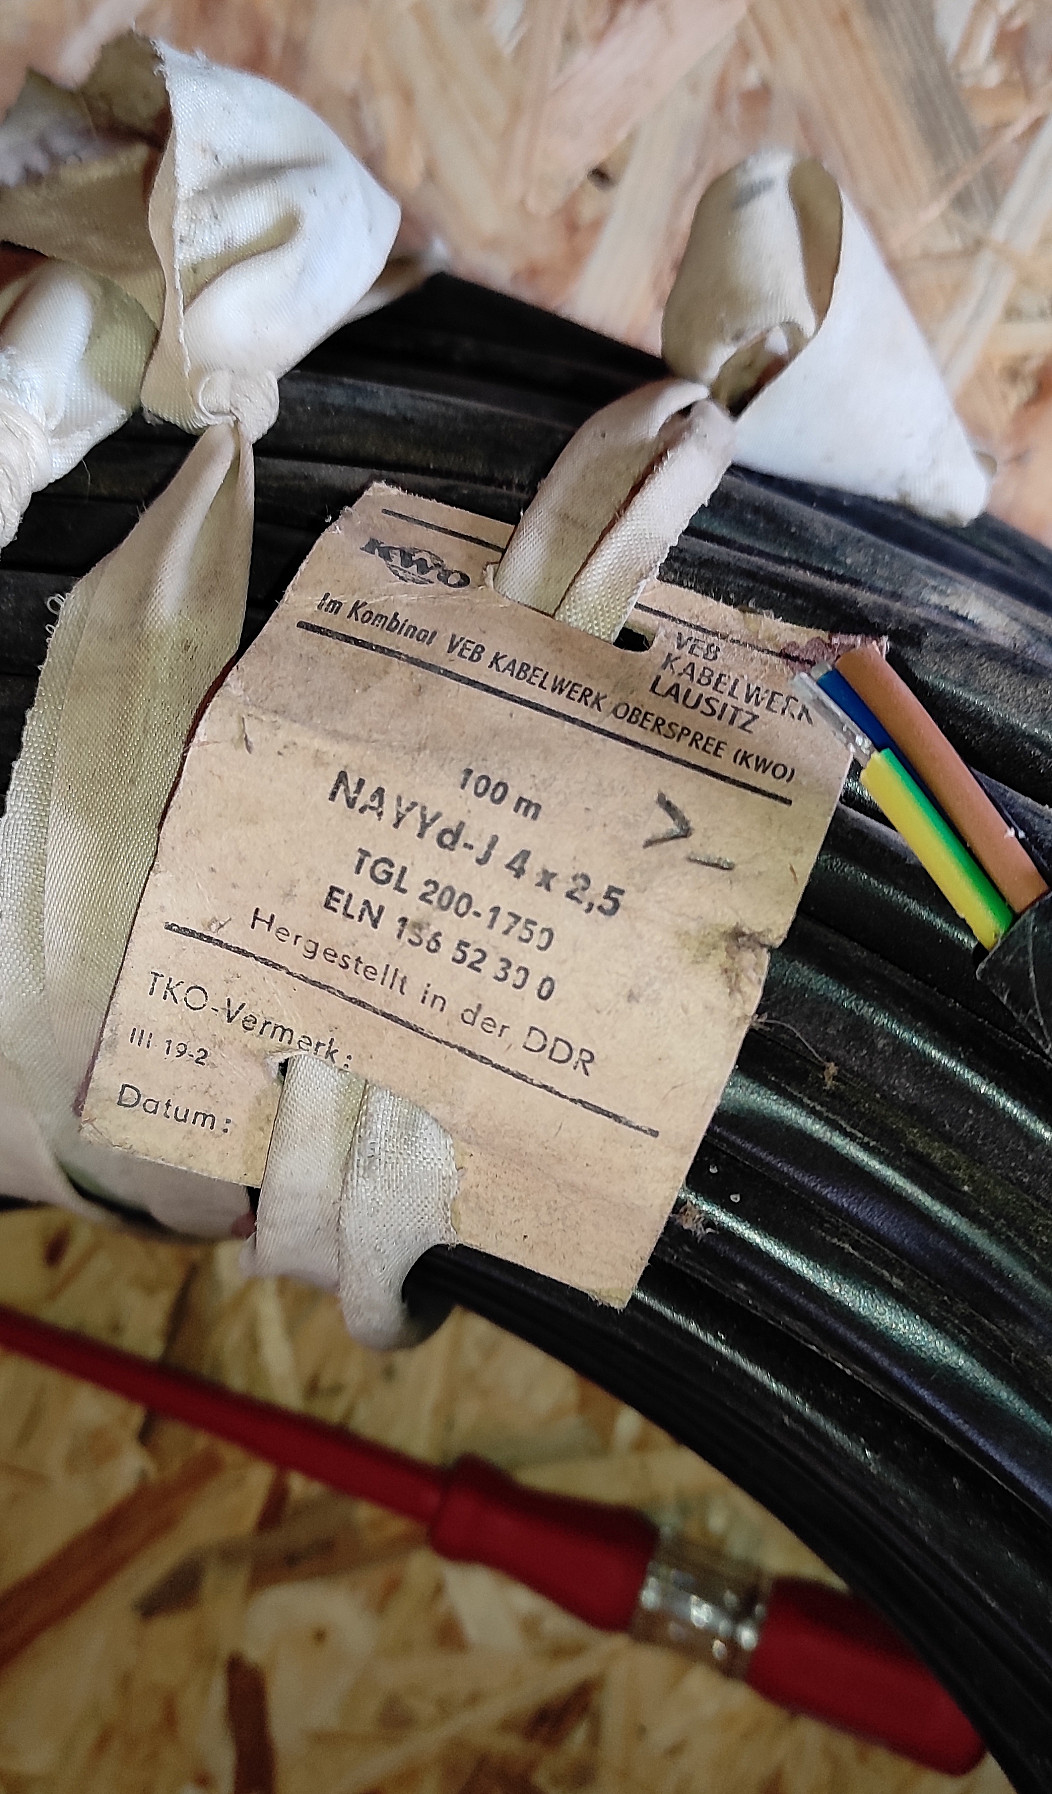 KWO
VEB
KABELWERK
LAUSITZ
Im Kombinat VEB KABELWERK OBERSPREE (KWO)
100 m
NAYYd-J 4 x 2,5
TGL 200-1750
ELN 156 52 30 0
Hergestellt in der DDR
TKO-Vermerk:
III 19-2
Datum: